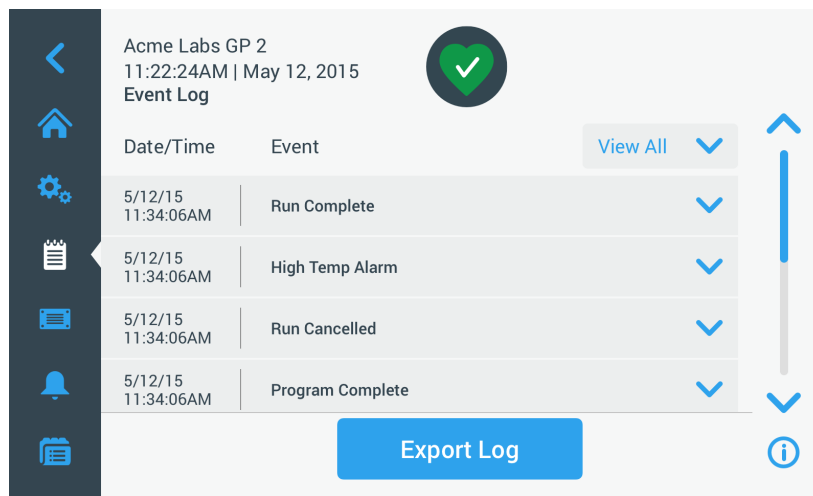 Acme Labs GP 2
11:22:24AM | May 12, 2015
Event Log
Date/Time Event View All
5/12/15
11:34:06AM
Run Complete
5/12/15
11:34:06AM
High Temp Alarm
5/12/15
11:34:06AM
Run Cancelled
5/12/15
11:34:06AM
Program Complete
Export Log